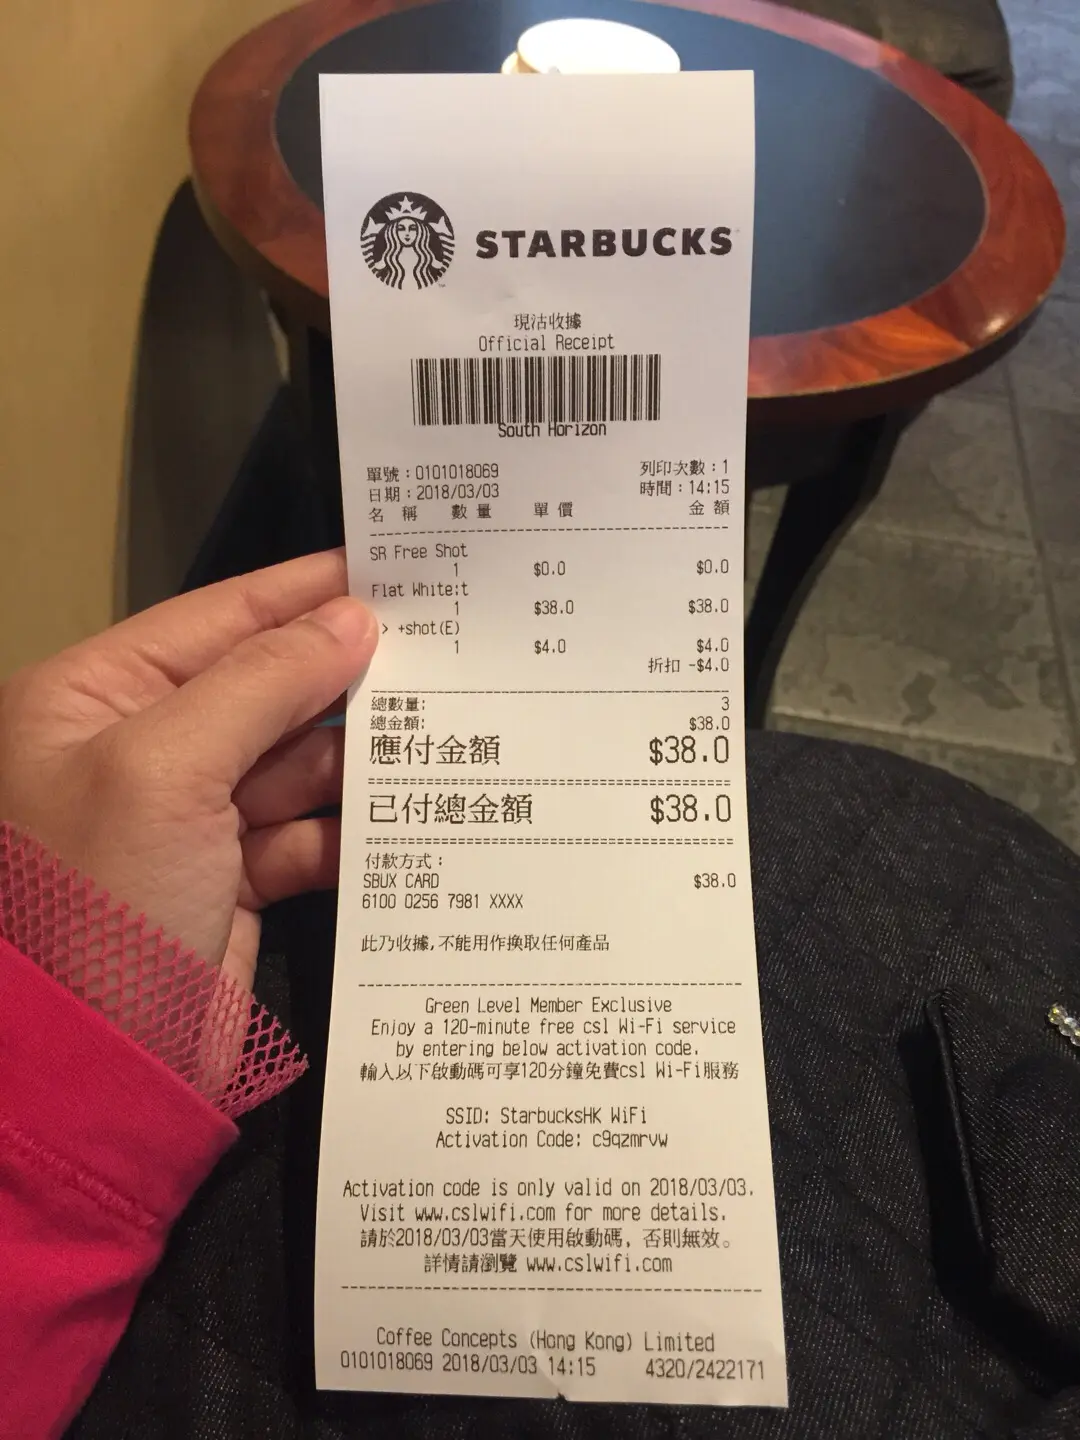 STARBUCKS
現沽收據
Official Receipt
South Horizon
單號：0101018069 列印次數：1
日期：2018/03/03 時間：14:15
名 稱 數 量 單 價 金 額
SR Free Shot
1 $0.0 $0.0
Flat White:t
1 $38.0 $38.0
> +shot(E)
1 $4.0 $4.0
折扣 -$4.0
總數量: 3
總金額: $38.0
應付金額 $38.0
已付總金額 $38.0
付款方式：
SBUX CARD $38.0
6100 0256 7981 XXXX
此乃收據,不能用作換取任何產品
Green Level Member Exclusive
Enjoy a 120-minute free csl Wi-Fi service
by entering below activation code.
輸入以下啟動碼可享120分鐘免費csl Wi-Fi服務
SSID: StarbucksHK WiFi
Activation Code: c9qzmrvw
Activation code is only valid on 2018/03/03.
Visit www.cslwifi.com for more details.
請於2018/03/03當天使用啟動碼, 否則無效。
詳情請瀏覽 www.cslwifi.com
Coffee Concepts (Hong Kong) Limited
0101018069 2018/03/03 14:15 4320/2422171